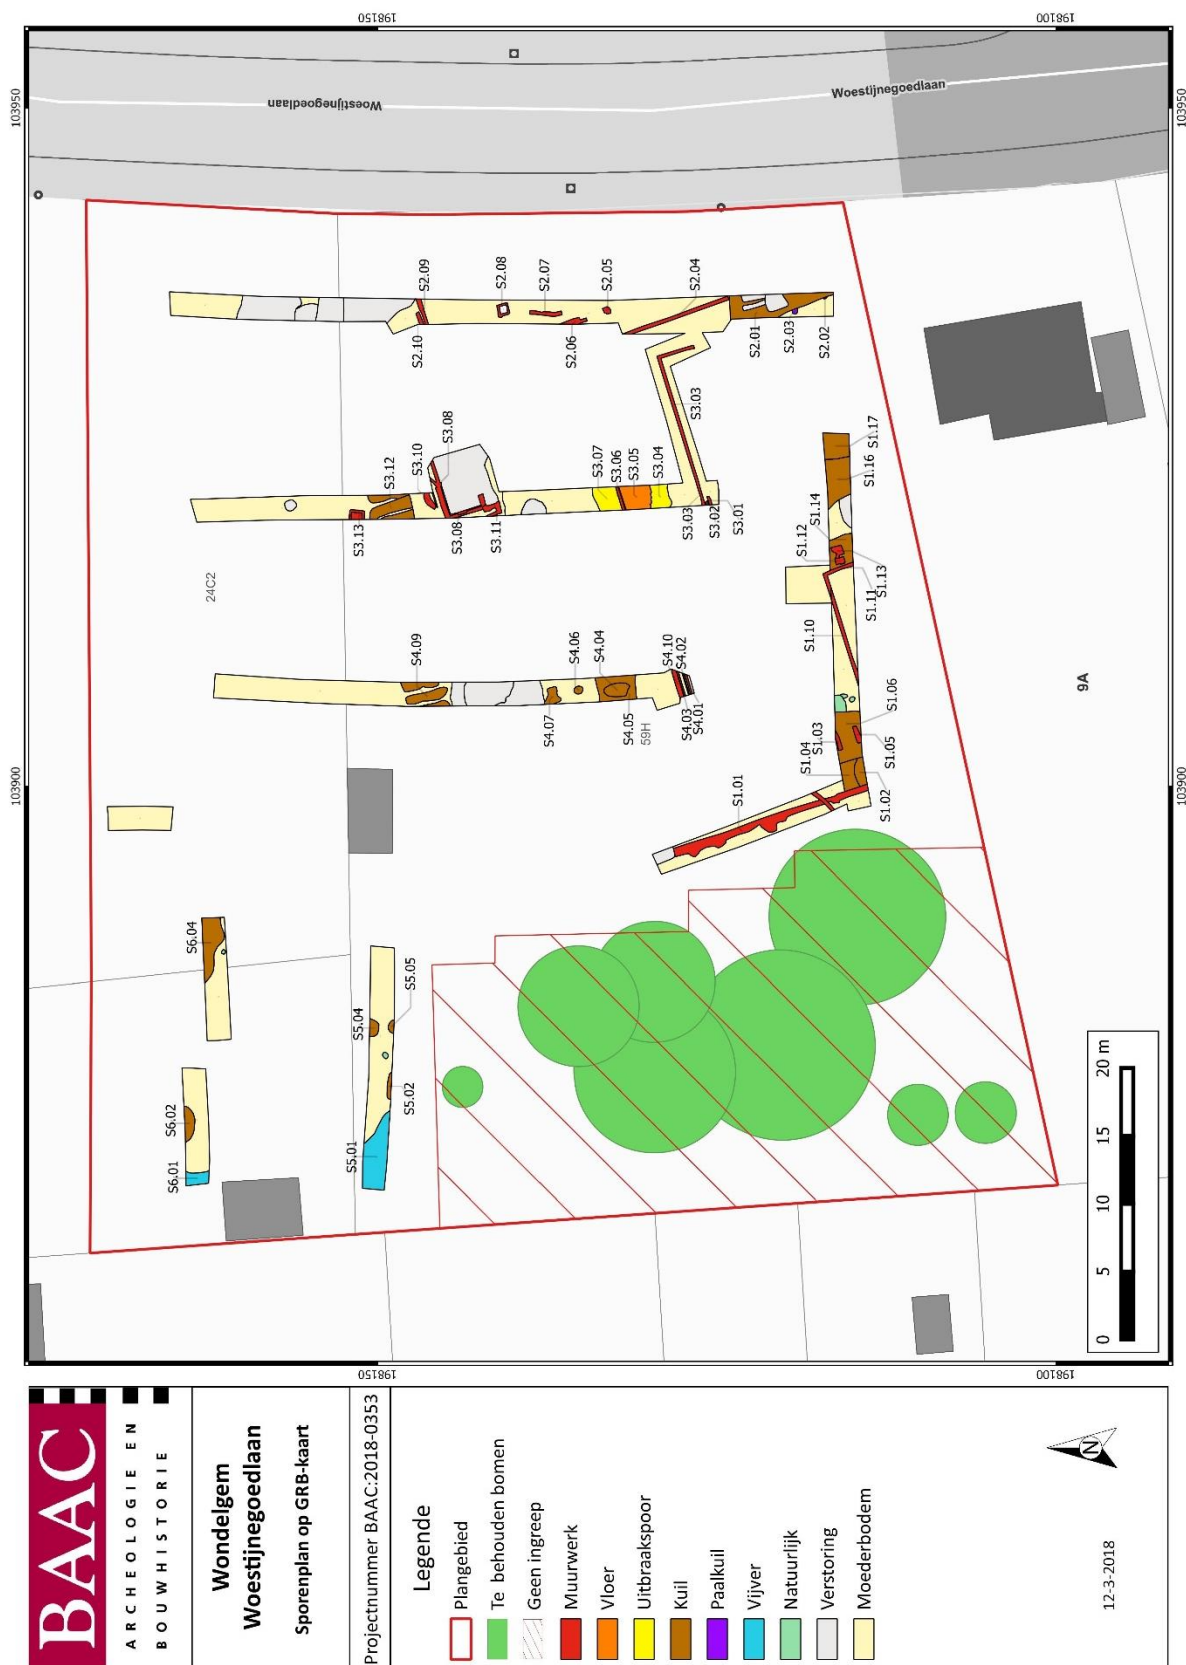 BAAC
ARCHEOLOGIE EN
BOUWHISTORIE
Wondelgem
Woestijnegoedlaan
Sporenplan op GRB-kaart
Projectnummer BAAC:2018-0353
Legende
Plangebied
Te behouden bomen
Geen ingreep
Muurwerk
Vloer
Uitbraakspoor
Kuil
Paalkuil
Vijver
Natuurlijk
Verstoring
Moederbodem
12-3-2018
N
198150
198100
103950
103950
103900
103900
198150
198100
Woestijnegoedlaan
Woestijnegoedlaan
24C2
59H
9A
S2.10
S2.09
S2.08
S2.07
S2.06
S2.05
S2.04
S2.01
S2.03
S2.02
S3.13
S3.12
S3.10
S3.08
S3.08
S3.11
S3.07
S3.06
S3.05
S3.04
S3.03
S3.03
S3.02
S3.01
S4.09
S4.07
S4.06
S4.04
S4.05
S4.10
S4.02
S4.03
S4.01
S1.17
S1.16
S1.14
S1.12
S1.13
S1.11
S1.10
S1.06
S1.05
S1.04
S1.03
S1.02
S1.01
S6.04
S6.02
S6.01
S5.05
S5.04
S5.02
S5.01
0 5 10 15 20 m